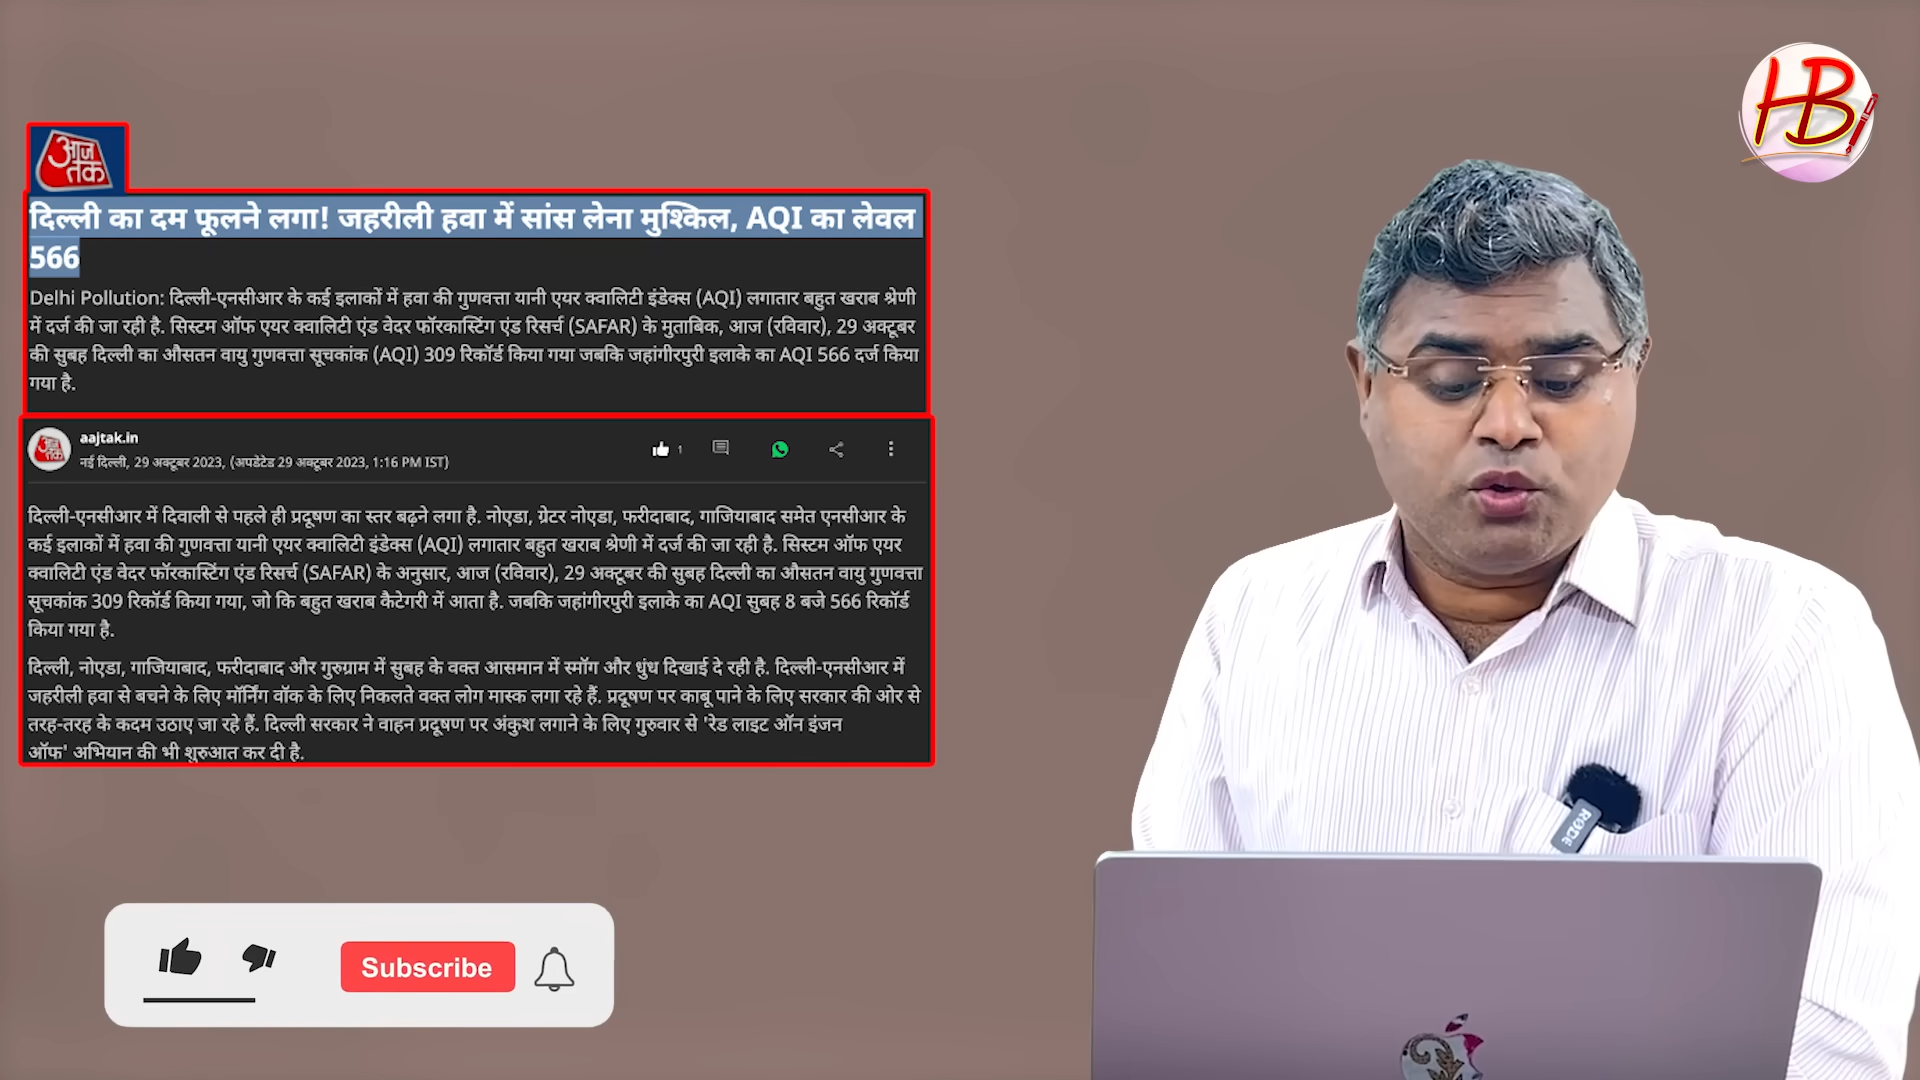 HB
आज
तक
दिल्ली का दम फूलने लगा! जहरीली हवा में सांस लेना मुश्किल, AQI का लेवल
566
Delhi Pollution: दिल्ली-एनसीआर के कई इलाकों में हवा की गुणवत्ता यानी एयर क्वालिटी इंडेक्स (AQI) लगातार बहुत खराब श्रेणी
में दर्ज की जा रही है. सिस्टम ऑफ एयर क्वालिटी एंड वेदर फॉरकास्टिंग एंड रिसर्च (SAFAR) के मुताबिक, आज (रविवार), 29 अक्टूबर
की सुबह दिल्ली का औसतन वायु गुणवत्ता सूचकांक (AQI) 309 रिकॉर्ड किया गया जबकि जहांगीरपुरी इलाके का AQI 566 दर्ज किया
गया है.
आज
तक
aajtak.in
नई दिल्ली, 29 अक्टूबर 2023, (अपडेटेड 29 अक्टूबर 2023, 1:16 PM IST)
1
दिल्ली-एनसीआर में दिवाली से पहले ही प्रदूषण का स्तर बढ़ने लगा है. नोएडा, ग्रेटर नोएडा, फरीदाबाद, गाजियाबाद समेत एनसीआर के
कई इलाकों में हवा की गुणवत्ता यानी एयर क्वालिटी इंडेक्स (AQI) लगातार बहुत खराब श्रेणी में दर्ज की जा रही है. सिस्टम ऑफ एयर
क्वालिटी एंड वेदर फॉरकास्टिंग एंड रिसर्च (SAFAR) के अनुसार, आज (रविवार), 29 अक्टूबर की सुबह दिल्ली का औसतन वायु गुणवत्ता
सूचकांक 309 रिकॉर्ड किया गया, जो कि बहुत खराब कैटेगरी में आता है. जबकि जहांगीरपुरी इलाके का AQI सुबह 8 बजे 566 रिकॉर्ड
किया गया है.
दिल्ली, नोएडा, गाजियाबाद, फरीदाबाद और गुरुग्राम में सुबह के वक्त आसमान में स्मॉग और धुंध दिखाई दे रही है. दिल्ली-एनसीआर में
जहरीली हवा से बचने के लिए मॉर्निंग वॉक के लिए निकलते वक्त लोग मास्क लगा रहे हैं. प्रदूषण पर काबू पाने के लिए सरकार की ओर से
तरह-तरह के कदम उठाए जा रहे हैं. दिल्ली सरकार ने वाहन प्रदूषण पर अंकुश लगाने के लिए गुरुवार से 'रेड लाइट ऑन इंजन
ऑफ' अभियान की भी शुरुआत कर दी है.
RØDE
Subscribe